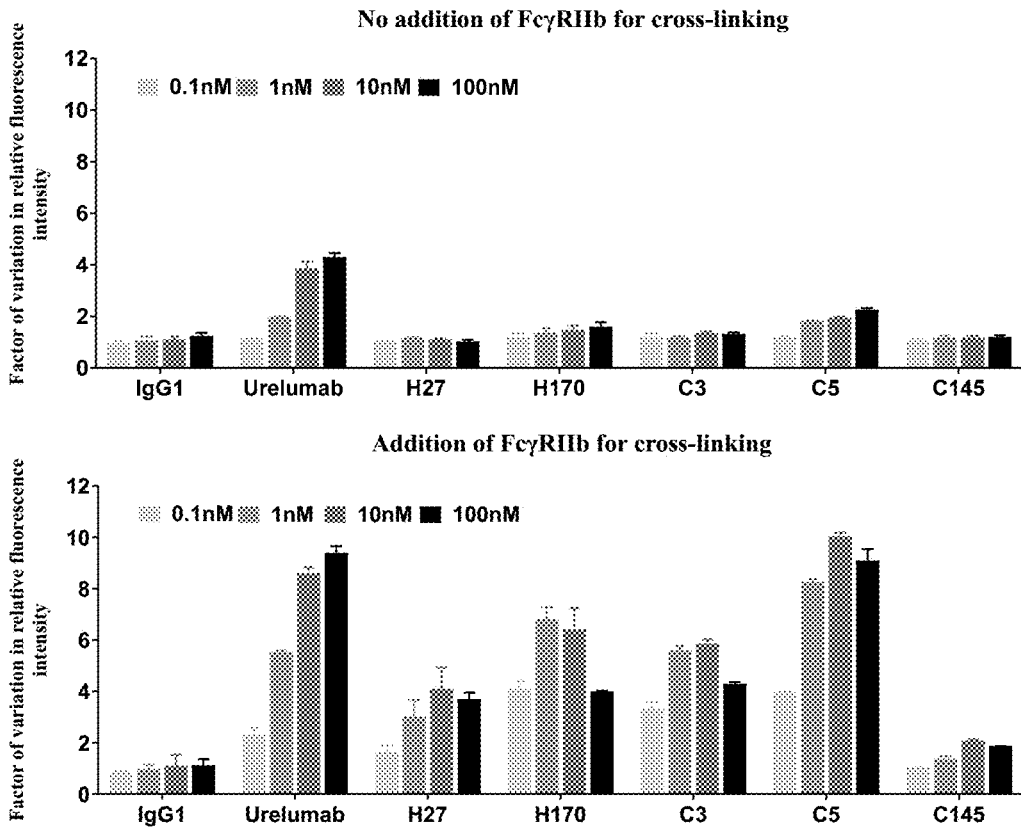 No addition of FcγRIIb for cross-linking
Factor of variation in relative fluorescence
intensity
12
10
8
6
4
2
0
0.1nM 1nM 10nM 100nM
IgG1 Urelumab H27 H170 C3 C5 C145
Addition of FcγRIIb for cross-linking
Factor of variation in relative fluorescence
intensity
12
10
8
6
4
2
0
0.1nM 1nM 10nM 100nM
IgG1 Urelumab H27 H170 C3 C5 C145